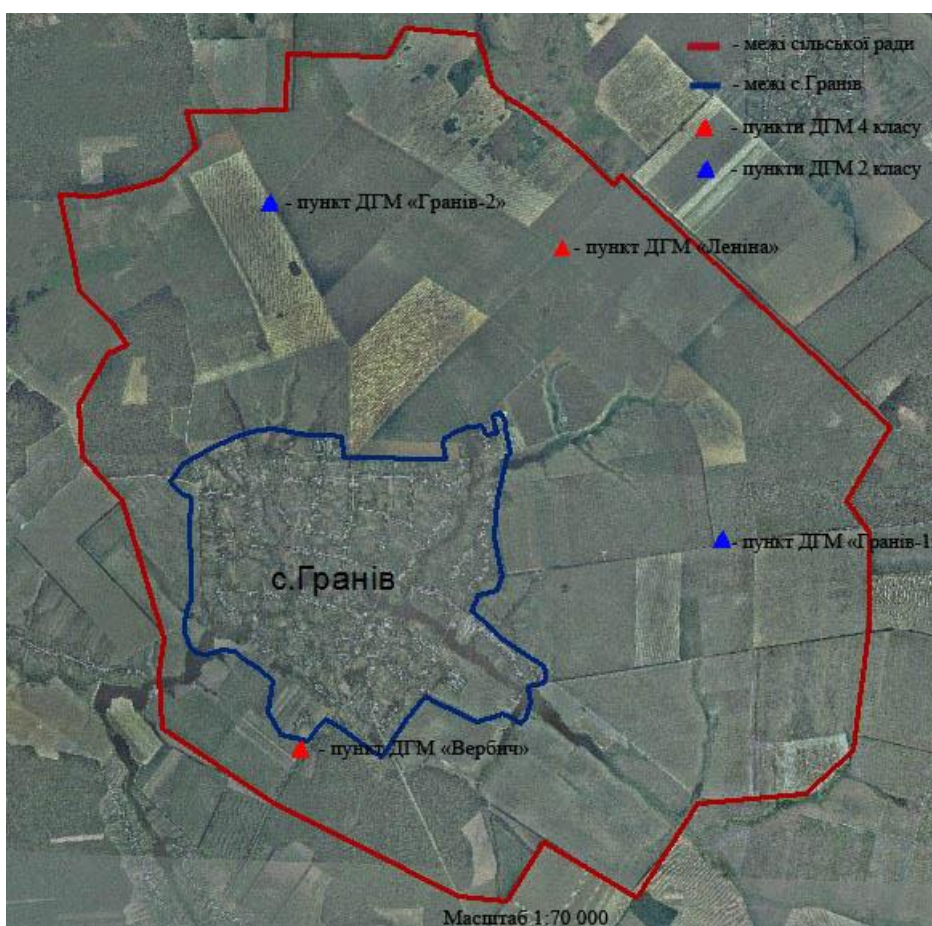 - межі сільської ради
- межі с.Гранів
- пункти ДГМ 4 класу
- пункти ДГМ 2 класу
- пункт ДГМ «Гранів-2»
- пункт ДГМ «Леніна»
- пункт ДГМ «Гранів-1
с.Гранів
- пункт ДГМ «Вербич»
Масштаб 1:70 000